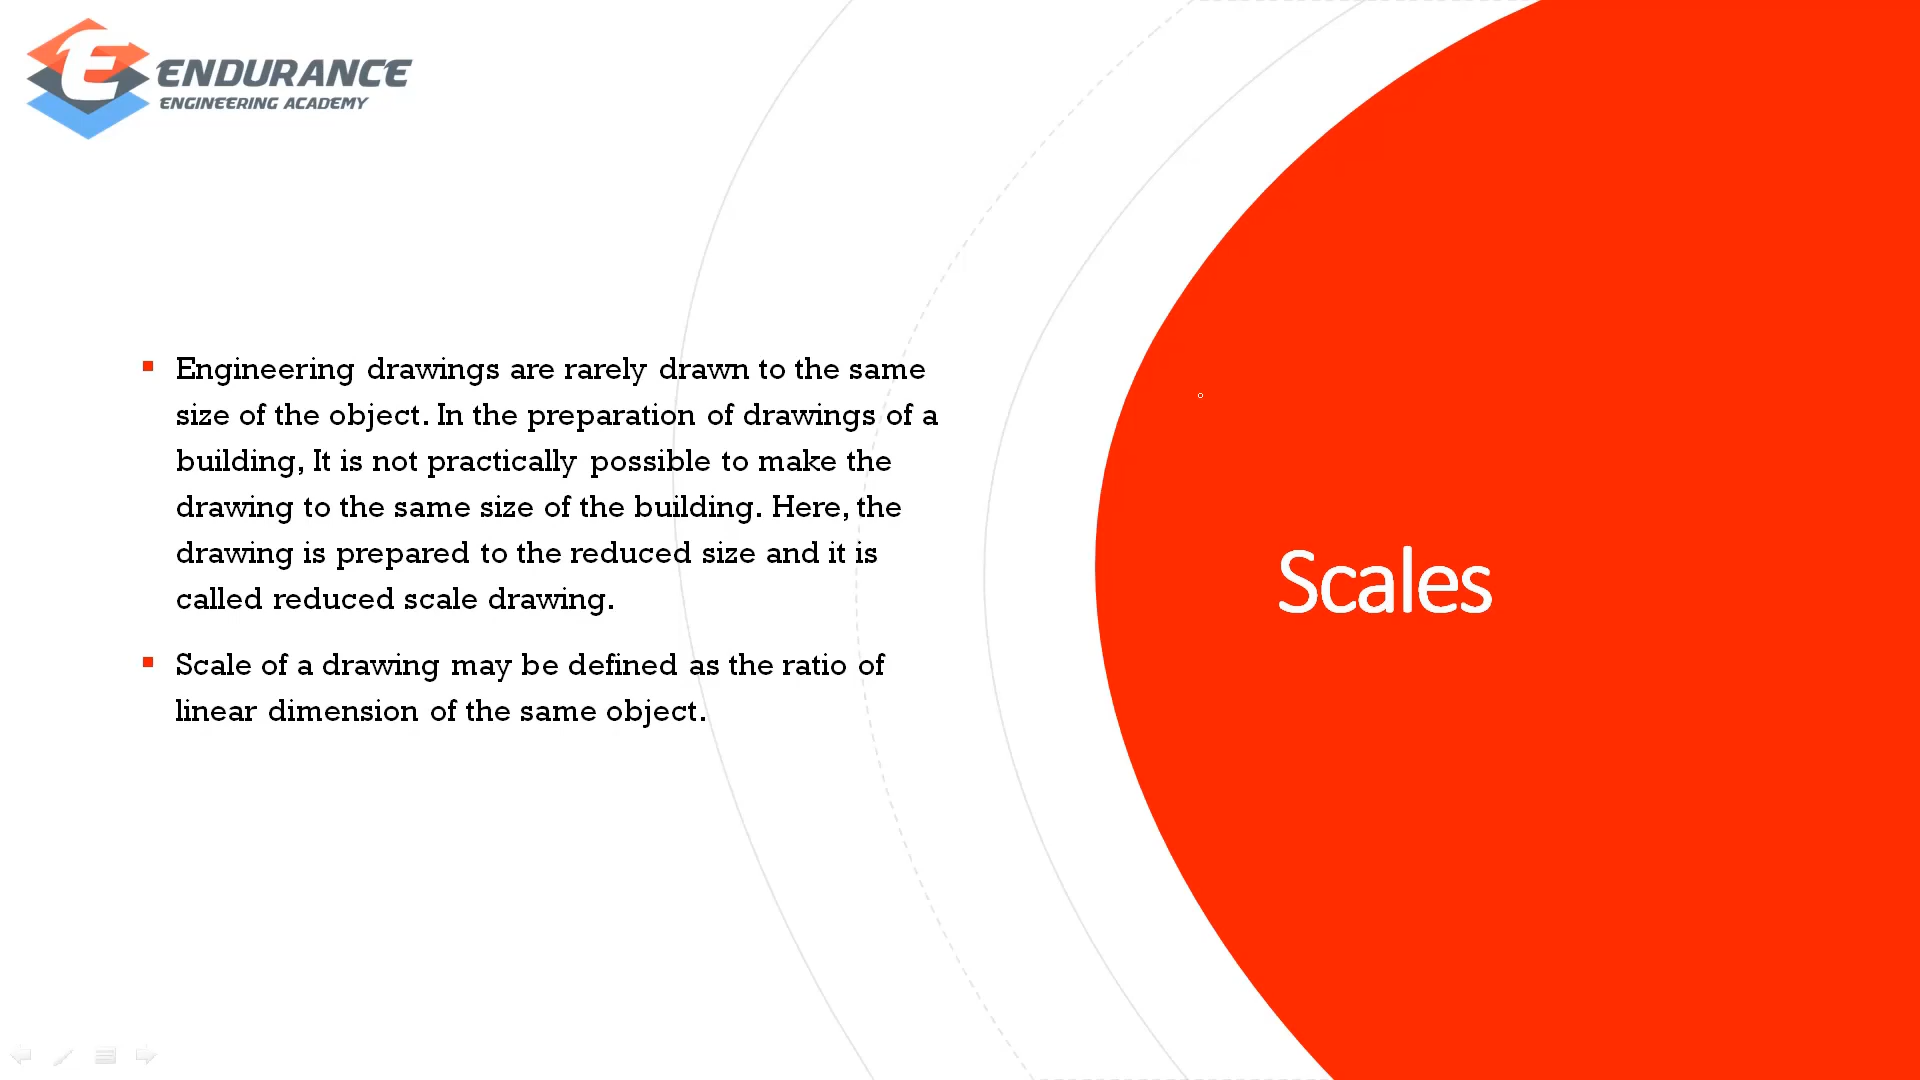 ENDURANCE
ENGINEERING ACADEMY
Engineering drawings are rarely drawn to the same
size of the object. In the preparation of drawings of a
building, It is not practically possible to make the
drawing to the same size of the building. Here, the
drawing is prepared to the reduced size and it is
called reduced scale drawing.
Scale of a drawing may be defined as the ratio of
linear dimension of the same object.
Scales